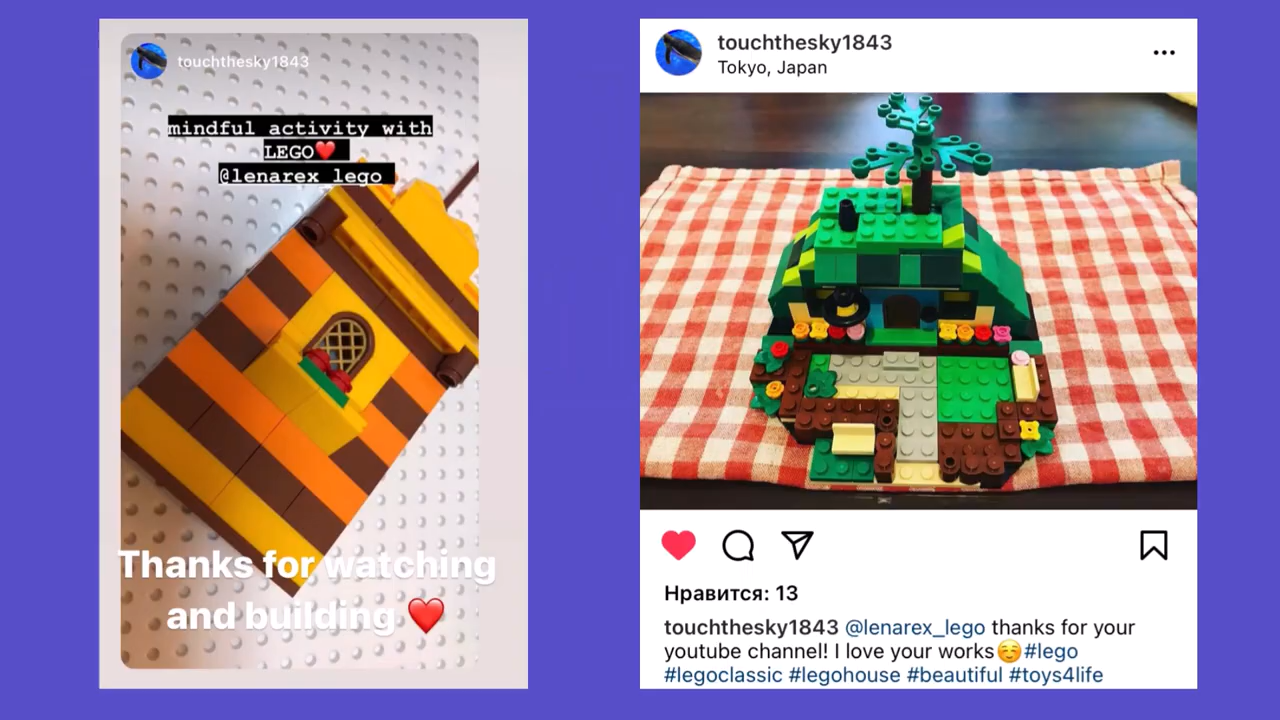 touchthesky1843
mindful activity with
LEGO❤️
@lenarex_lego
Thanks for watching
and building ❤️
touchthesky1843
Tokyo, Japan
Нравится: 13
touchthesky1843 @lenarex_lego thanks for your
youtube channel! I love your works☺️#lego
#legoclassic #legohouse #beautiful #toys4life